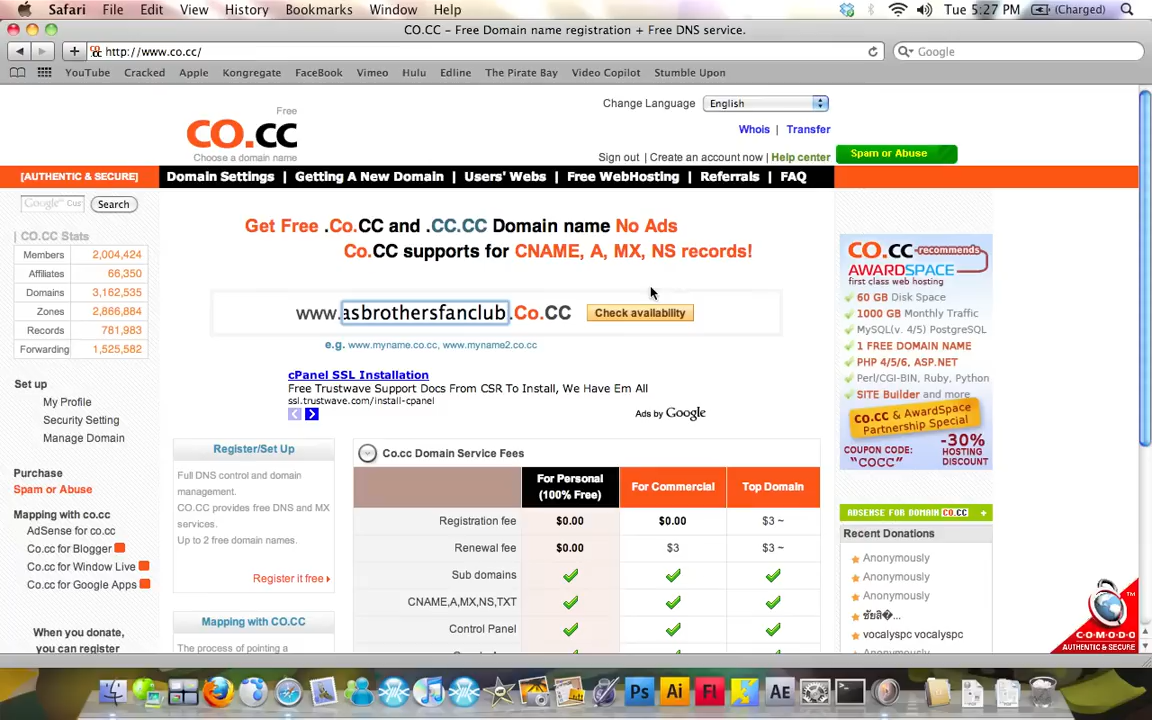 Safari File Edit View History Bookmarks Window Help Tue 5:27 PM (Charged)
CO.CC – Free Domain name registration + Free DNS service.
http://www.co.cc/ Google
YouTube Cracked Apple Kongregate FaceBook Vimeo Hulu Edline The Pirate Bay Video Copilot Stumble Upon
Change Language English
Free
CO.CC
Choose a domain name
Whois | Transfer
Sign out | Create an account now | Help center
Spam or Abuse
[AUTHENTIC & SECURE]
Domain Settings | Getting A New Domain | Users' Webs | Free WebHosting | Referrals | FAQ
Google™ Cus Search
CO.CC Stats
Members 2,004,424
Affiliates 66,350
Domains 3,162,535
Zones 2,866,884
Records 781,983
Forwarding 1,525,582
Set up
My Profile
Security Setting
Manage Domain
Purchase
Spam or Abuse
Mapping with co.cc
AdSense for co.cc
Co.cc for Blogger
Co.cc for Window Live
Co.cc for Google Apps
When you donate,
you can register
Get Free .Co.CC and .CC.CC Domain name No Ads
Co.CC supports for CNAME, A, MX, NS records!
www.asbrothersfanclub.Co.CC Check availability
e.g. www.myname.co.cc, www.myname2.co.cc
cPanel SSL Installation
Free Trustwave Support Docs From CSR To Install, We Have Em All
ssl.trustwave.com/install-cpanel
Ads by Google
Register/Set Up
Full DNS control and domain
management.
CO.CC provides free DNS and MX
services.
Up to 2 free domain names.
Register it free
Mapping with CO.CC
The process of pointing a
Co.cc Domain Service Fees
For Personal
(100% Free)
For Commercial
Top Domain
Registration fee $0.00 $0.00 $3 ~
Renewal fee $0.00 $3 $3 ~
Sub domains
CNAME,A,MX,NS,TXT
Control Panel
CO.CC recommends
AWARDSPACE
first class web hosting
60 GB Disk Space
1000 GB Monthly Traffic
MySQL(v. 4/5) PostgreSQL
1 FREE DOMAIN NAME
PHP 4/5/6, ASP.NET
Perl/CGI-BIN, Ruby, Python
SITE Builder and more
CO.CC & AwardSpace
Partnership Special
COUPON CODE:
"COCC"
-30%
HOSTING
DISCOUNT
ADSENSE FOR DOMAIN CO.CC +
Recent Donations
Anonymously
Anonymously
Anonymously
vocalyspc vocalyspc
COMODO
AUTHENTIC & SECURE
TM
Ps Ai Fl AE